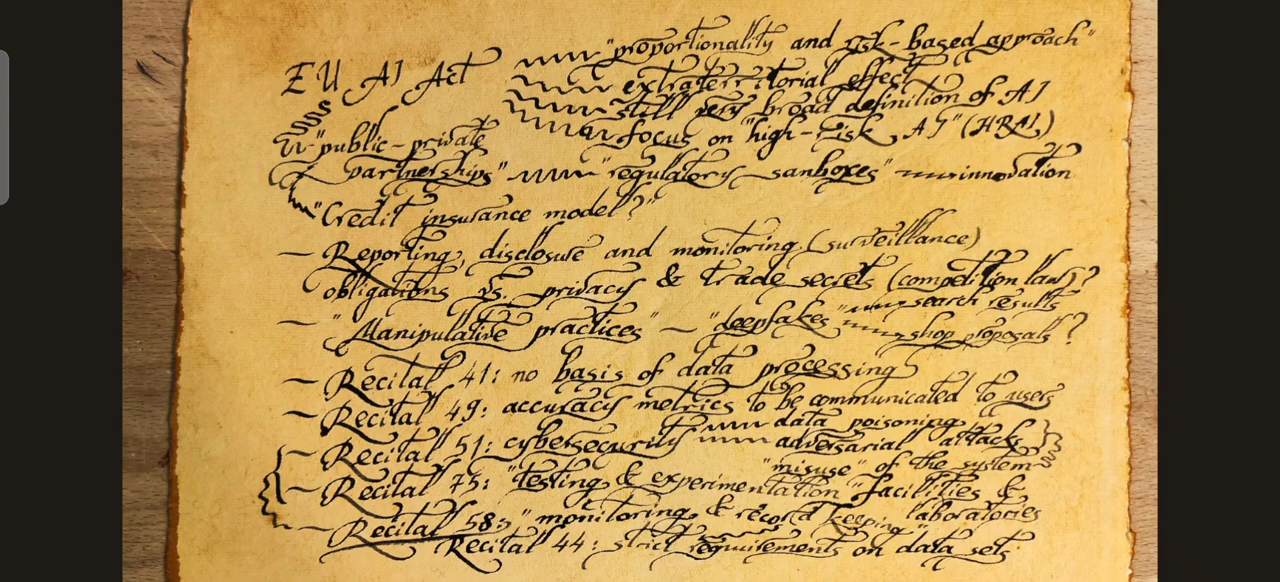 "proportionality and risk-based approach"
EU AI Act
extraterritorial effect
still very broad definition of AI
focus on "high-risk AI" (HRAI)
"public-private
partnerships" "regulatory sanboxes" innovation
"Credit insurance model?"
- Reporting, disclosure and monitoring (surveillance)
obligations vs. privacy & trade secrets (competition law)?
search results
- "Manipulative practices" - "deepfakes" shop proposals?
- Recital 41: no basis of data processing
- Recital 49: accuracy metrics to be communicated to users
data poisoning
- Recital 51: cybersecurity adversarial attacks
"misuse" of the system
- Recital 73: "testing & experimentation facilities &
laboratories
- Recital 58: "monitoring & record keeping"
Recital 44: strict requirements on data sets